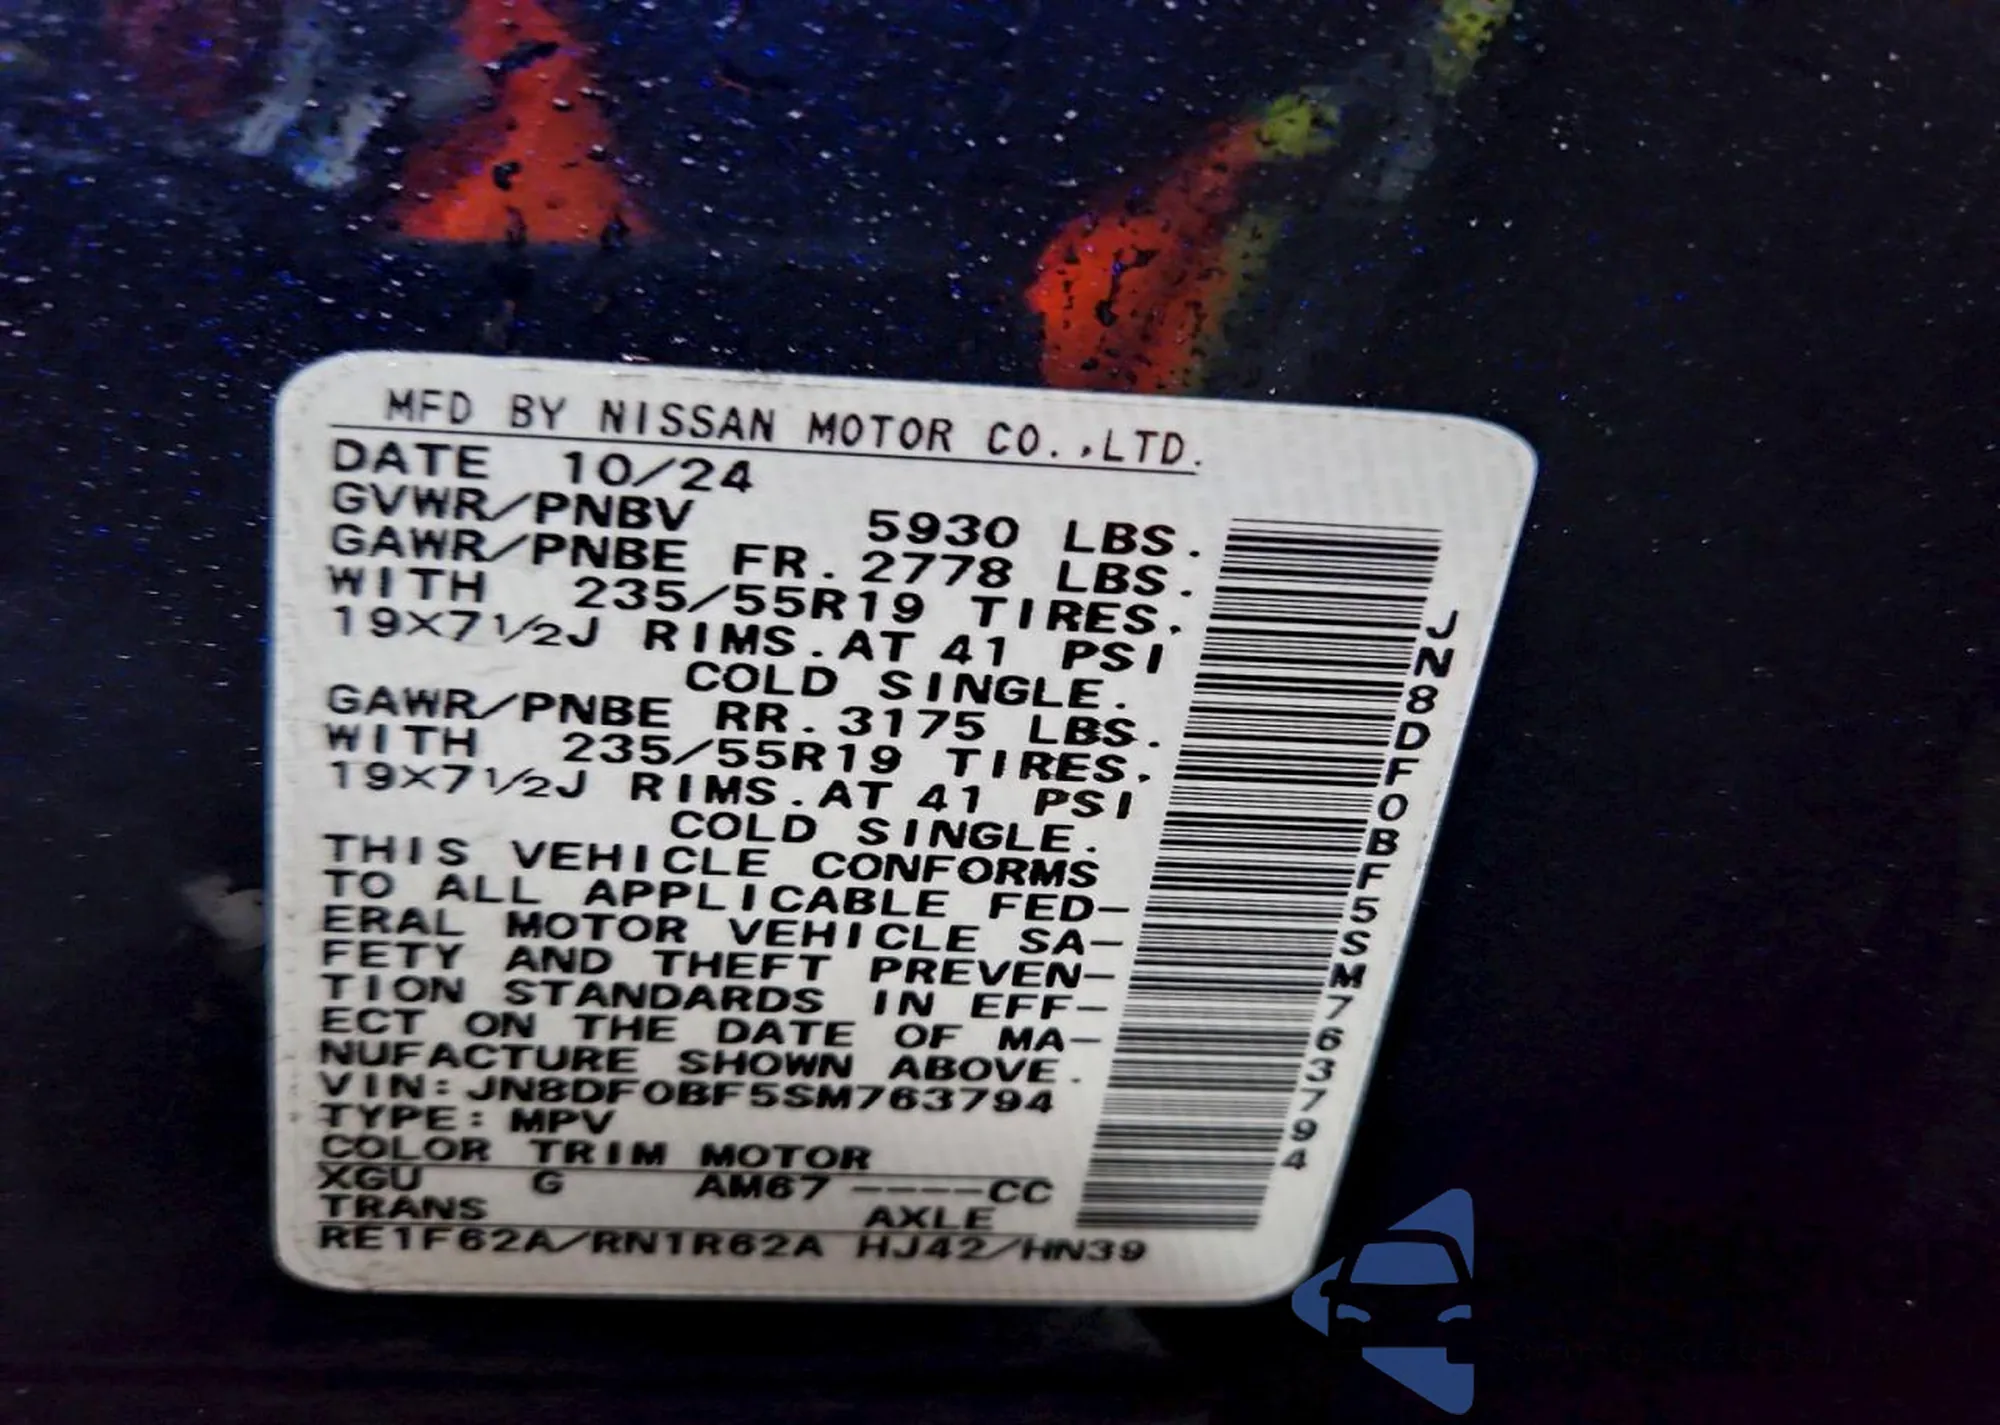 MFD BY NISSAN MOTOR CO.,LTD.
DATE 10/24
GVWR/PNBV 5930 LBS.
GAWR/PNBE FR. 2778 LBS.
WITH 235/55R19 TIRES.
19X7½J RIMS.AT 41 PSI
COLD SINGLE.
GAWR/PNBE RR. 3175 LBS.
WITH 235/55R19 TIRES.
19X7½J RIMS.AT 41 PSI
COLD SINGLE.
THIS VEHICLE CONFORMS
TO ALL APPLICABLE FED-
ERAL MOTOR VEHICLE SA-
FETY AND THEFT PREVEN-
TION STANDARDS IN EFF-
ECT ON THE DATE OF MA-
NUFACTURE SHOWN ABOVE.
VIN:JN8DF0BF5SM763794
TYPE:MPV
COLOR TRIM MOTOR
XGU G AM67 ----CC
TRANS AXLE
RE1F62A/RN1R62A HJ42/HN39
JN8DF0BF5SM763794